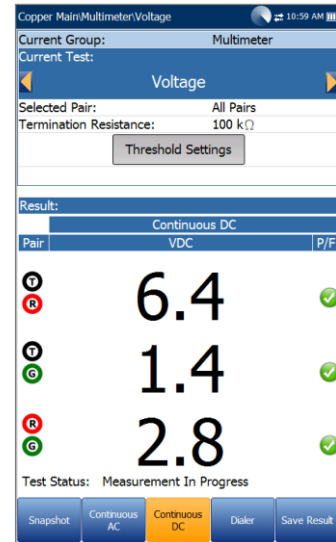 Copper Main\Multimeter\Voltage 10:59 AM
Current Group: Multimeter
Current Test:
Voltage
Selected Pair: All Pairs
Termination Resistance: 100 kΩ
Threshold Settings
Result:
Continuous DC
Pair VDC P/F
T
R
6.4
T
G
1.4
R
G
2.8
Test Status: Measurement In Progress
Snapshot Continuous AC Continuous DC Dialer Save Result